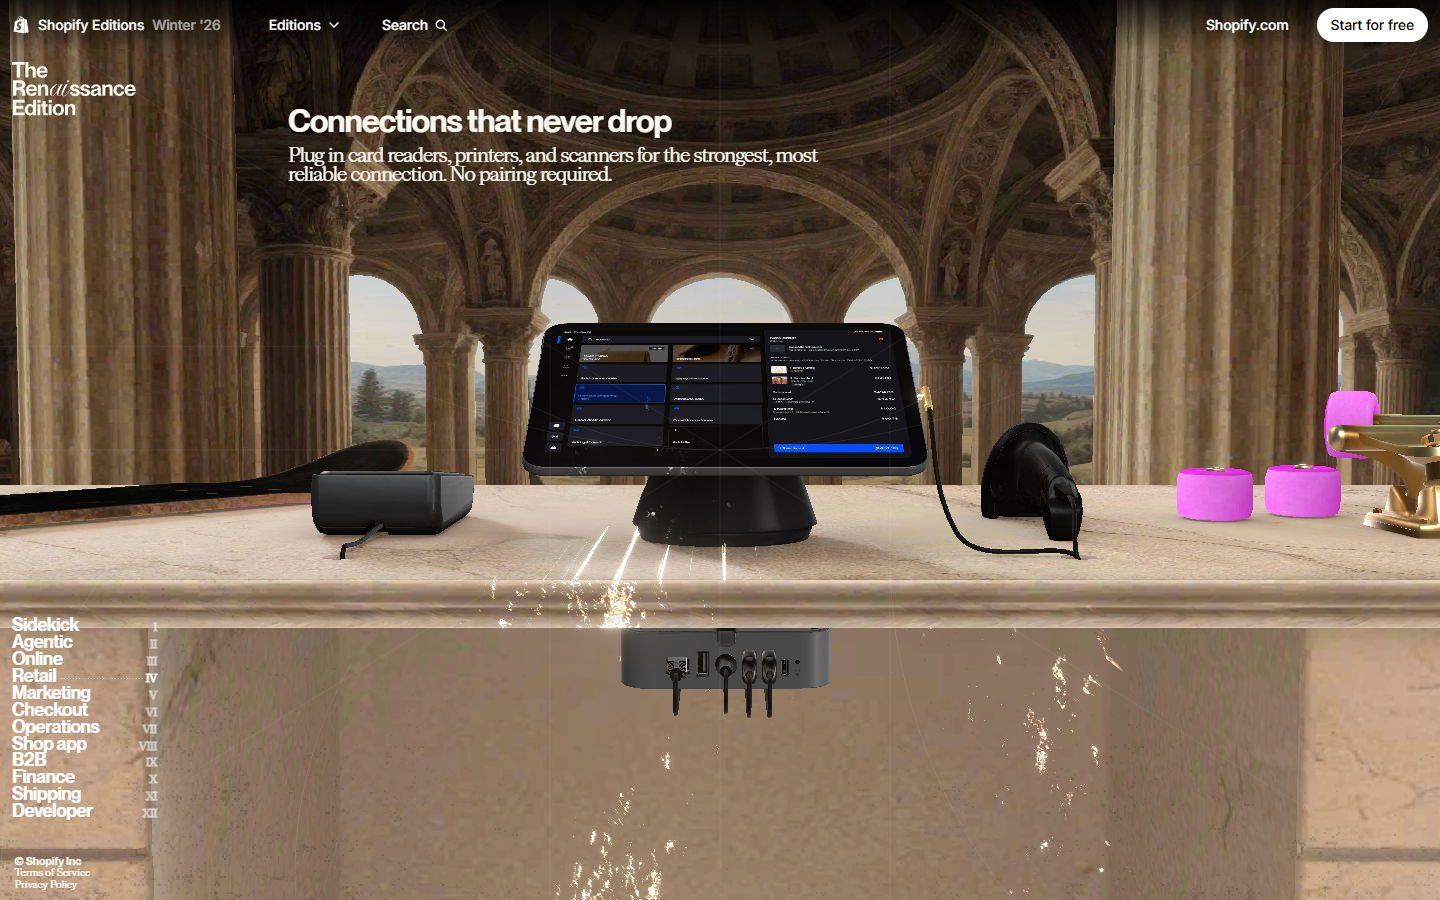 Shopify Editions Winter '26
Editions
Search
Shopify.com
Start for free
The
Renaissance
Edition
Connections that never drop
Plug in card readers, printers, and scanners for the strongest, most
reliable connection. No pairing required.
Sidekick I
Agentic II
Online III
Retail IV
Marketing V
Checkout VI
Operations VII
Shop app VIII
B2B IX
Finance X
Shipping XI
Developer XII
© Shopify Inc
Terms of Service
Privacy Policy